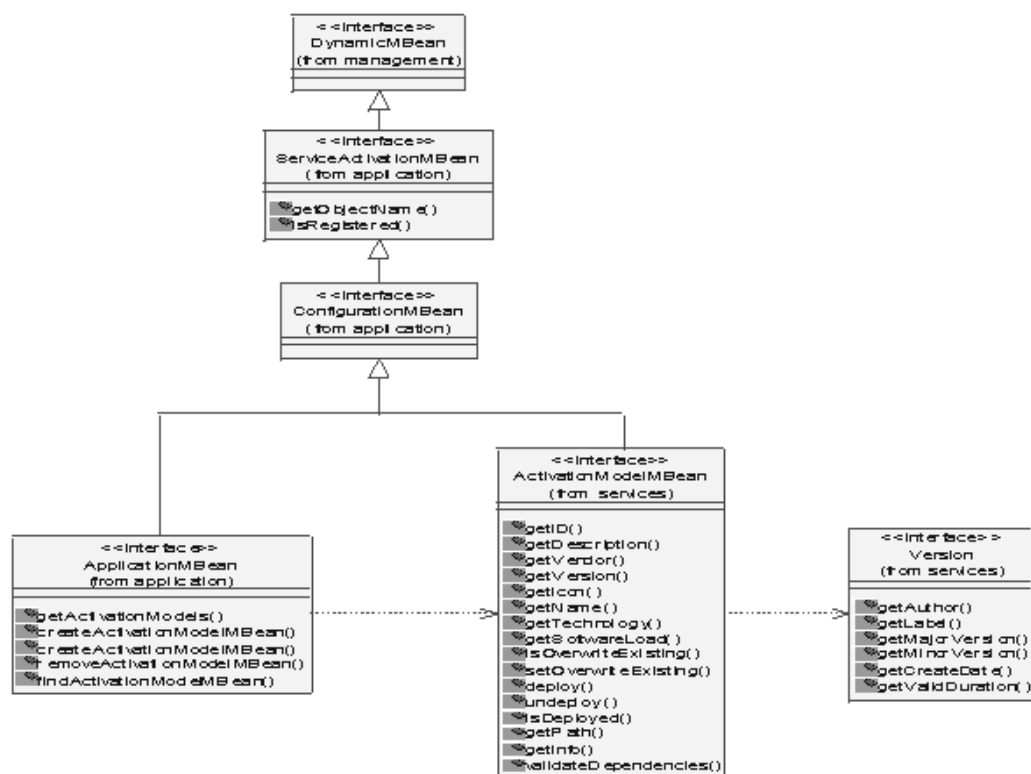 <<Interface>>
DynamicMBean
(from management)
<<Interface>>
ServiceActivationMBean
(from application)
getObjectName()
isRegistered()
<<Interface>>
ConfigurationMBean
(from application)
<<Interface>>
ApplicationMBean
(from application)
getActivationModels()
createActivationModelMBean()
createActivationModelMBean()
removeActivationModelMBean()
findActivationModelMBean()
<<Interface>>
ActivationModelMBean
(from services)
getID()
getDescription()
getVendor()
getVersion()
getIcon()
getName()
getTechnology()
getSoftwareLoad()
isOverwriteExisting()
setOverwriteExisting()
deploy()
undeploy()
isDeployed()
getPath()
getInfo()
validateDependencies()
<<Interface>>
Version
(from services)
getAuthor()
getLabel()
getMajorVersion()
getMinorVersion()
getCreateDate()
getValidDuration()